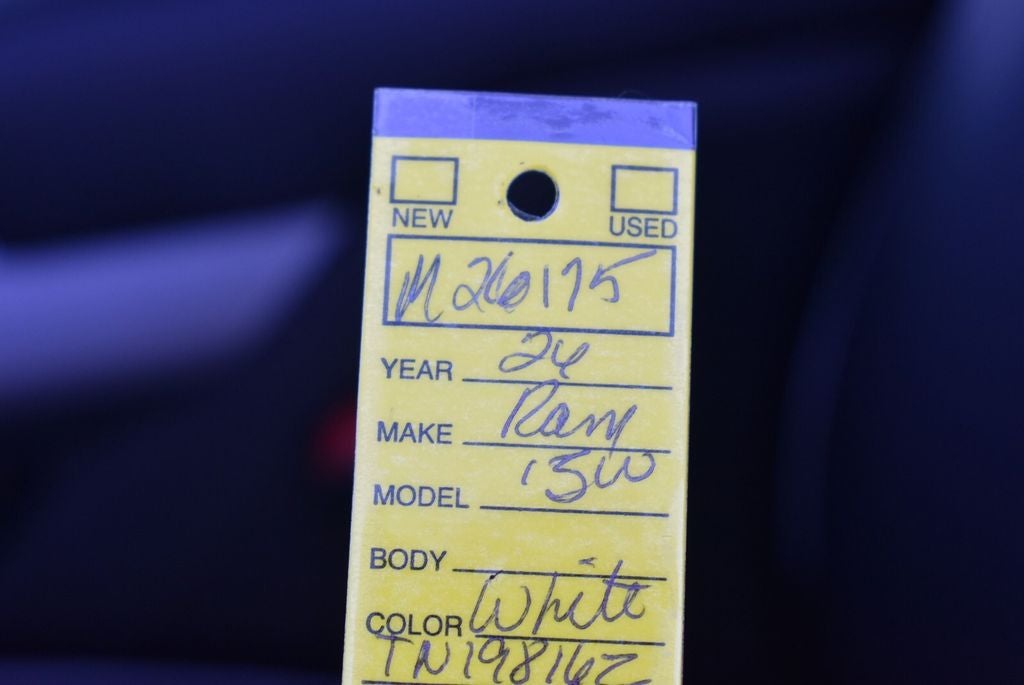 NEW USED
M26175
YEAR 24
MAKE Ram
MODEL 1500
BODY
COLOR White
TN198162